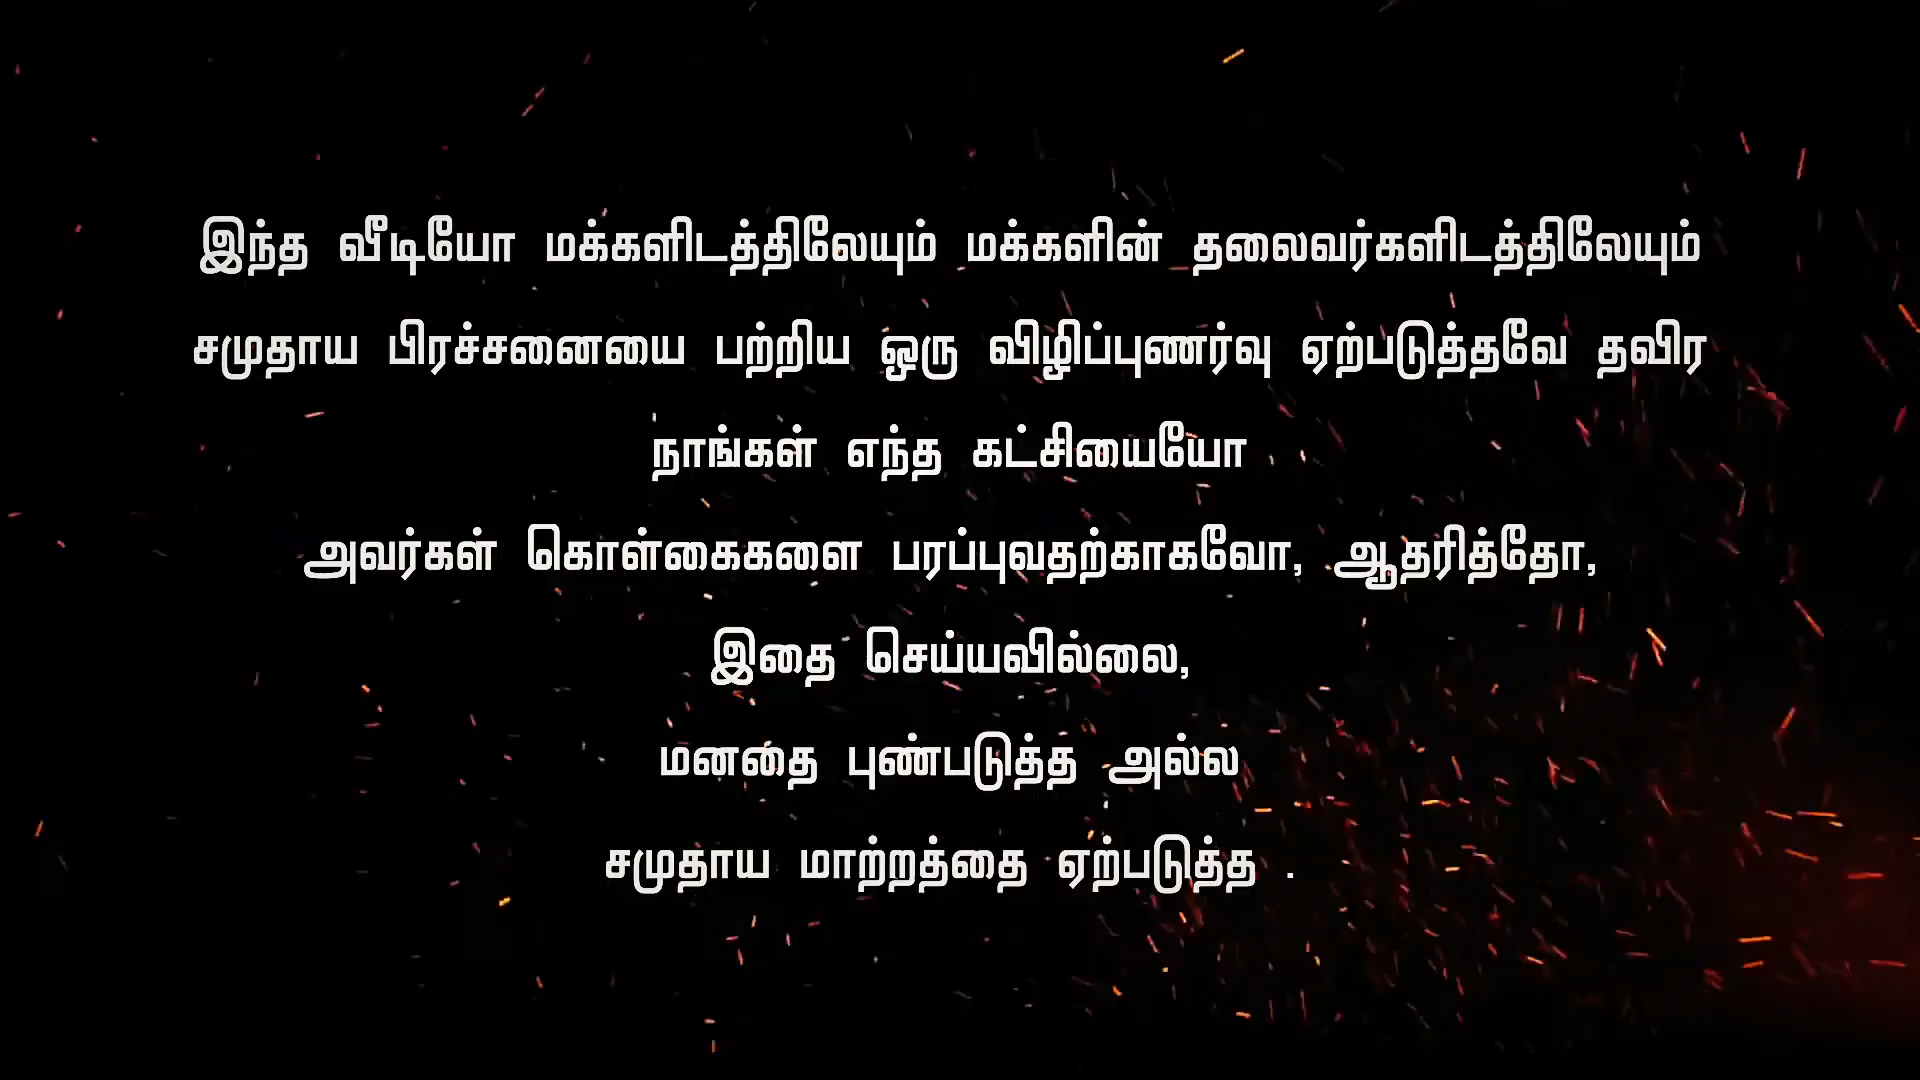 இந்த வீடியோ மக்களிடத்திலேயும் மக்களின் தலைவர்களிடத்திலேயும்
சமுதாய பிரச்சனையை பற்றிய ஒரு விழிப்புணர்வு ஏற்படுத்தவே தவிர
நாங்கள் எந்த கட்சியையோ
அவர்கள் கொள்கைகளை பரப்புவதற்காகவோ, ஆதரித்தோ,
இதை செய்யவில்லை,
மனதை புண்படுத்த அல்ல
சமுதாய மாற்றத்தை ஏற்படுத்த .